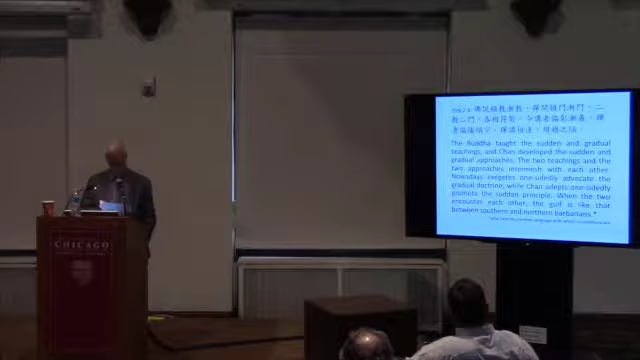 CHICAGO
佛說頓教漸教、禪開頓門漸門、二
教二門、各相符契。今講者偏彰漸義、禪
者偏播頓宗、禪講相逢、胡越之隔。
The Buddha taught the sudden and gradual
teachings, and Chan developed the sudden and
gradual approaches. The two teachings and the
two approaches intermesh with each other.
Nowadays exegetes one-sidedly advocate the
gradual doctrine, while Chan adepts one-sidedly
promote the sudden principle. When the two
encounter each other, the gulf is like that
between southern and northern barbarians.*